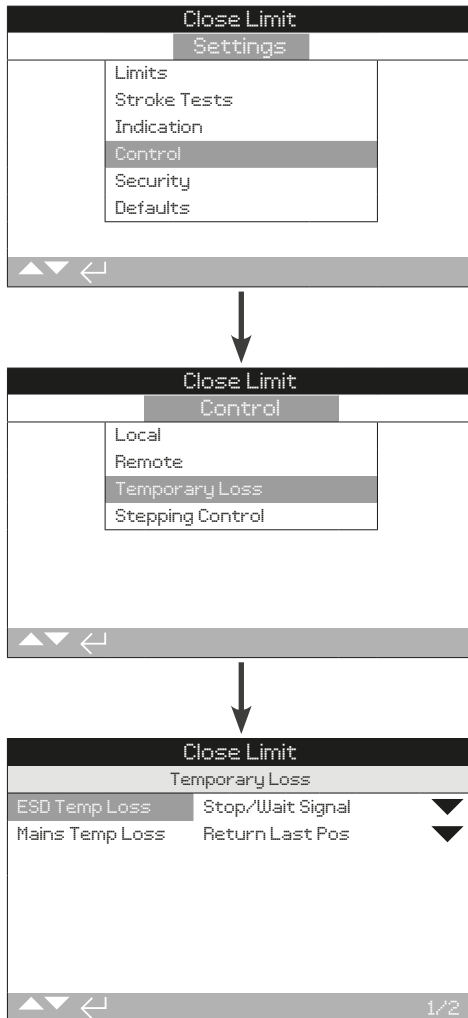 Close Limit
Settings
Limits
Stroke Tests
Indication
Control
Security
Defaults
Close Limit
Control
Local
Remote
Temporary Loss
Stepping Control
Close Limit
Temporary Loss
ESD Temp Loss Stop/Wait Signal
Mains Temp Loss Return Last Pos
1/2